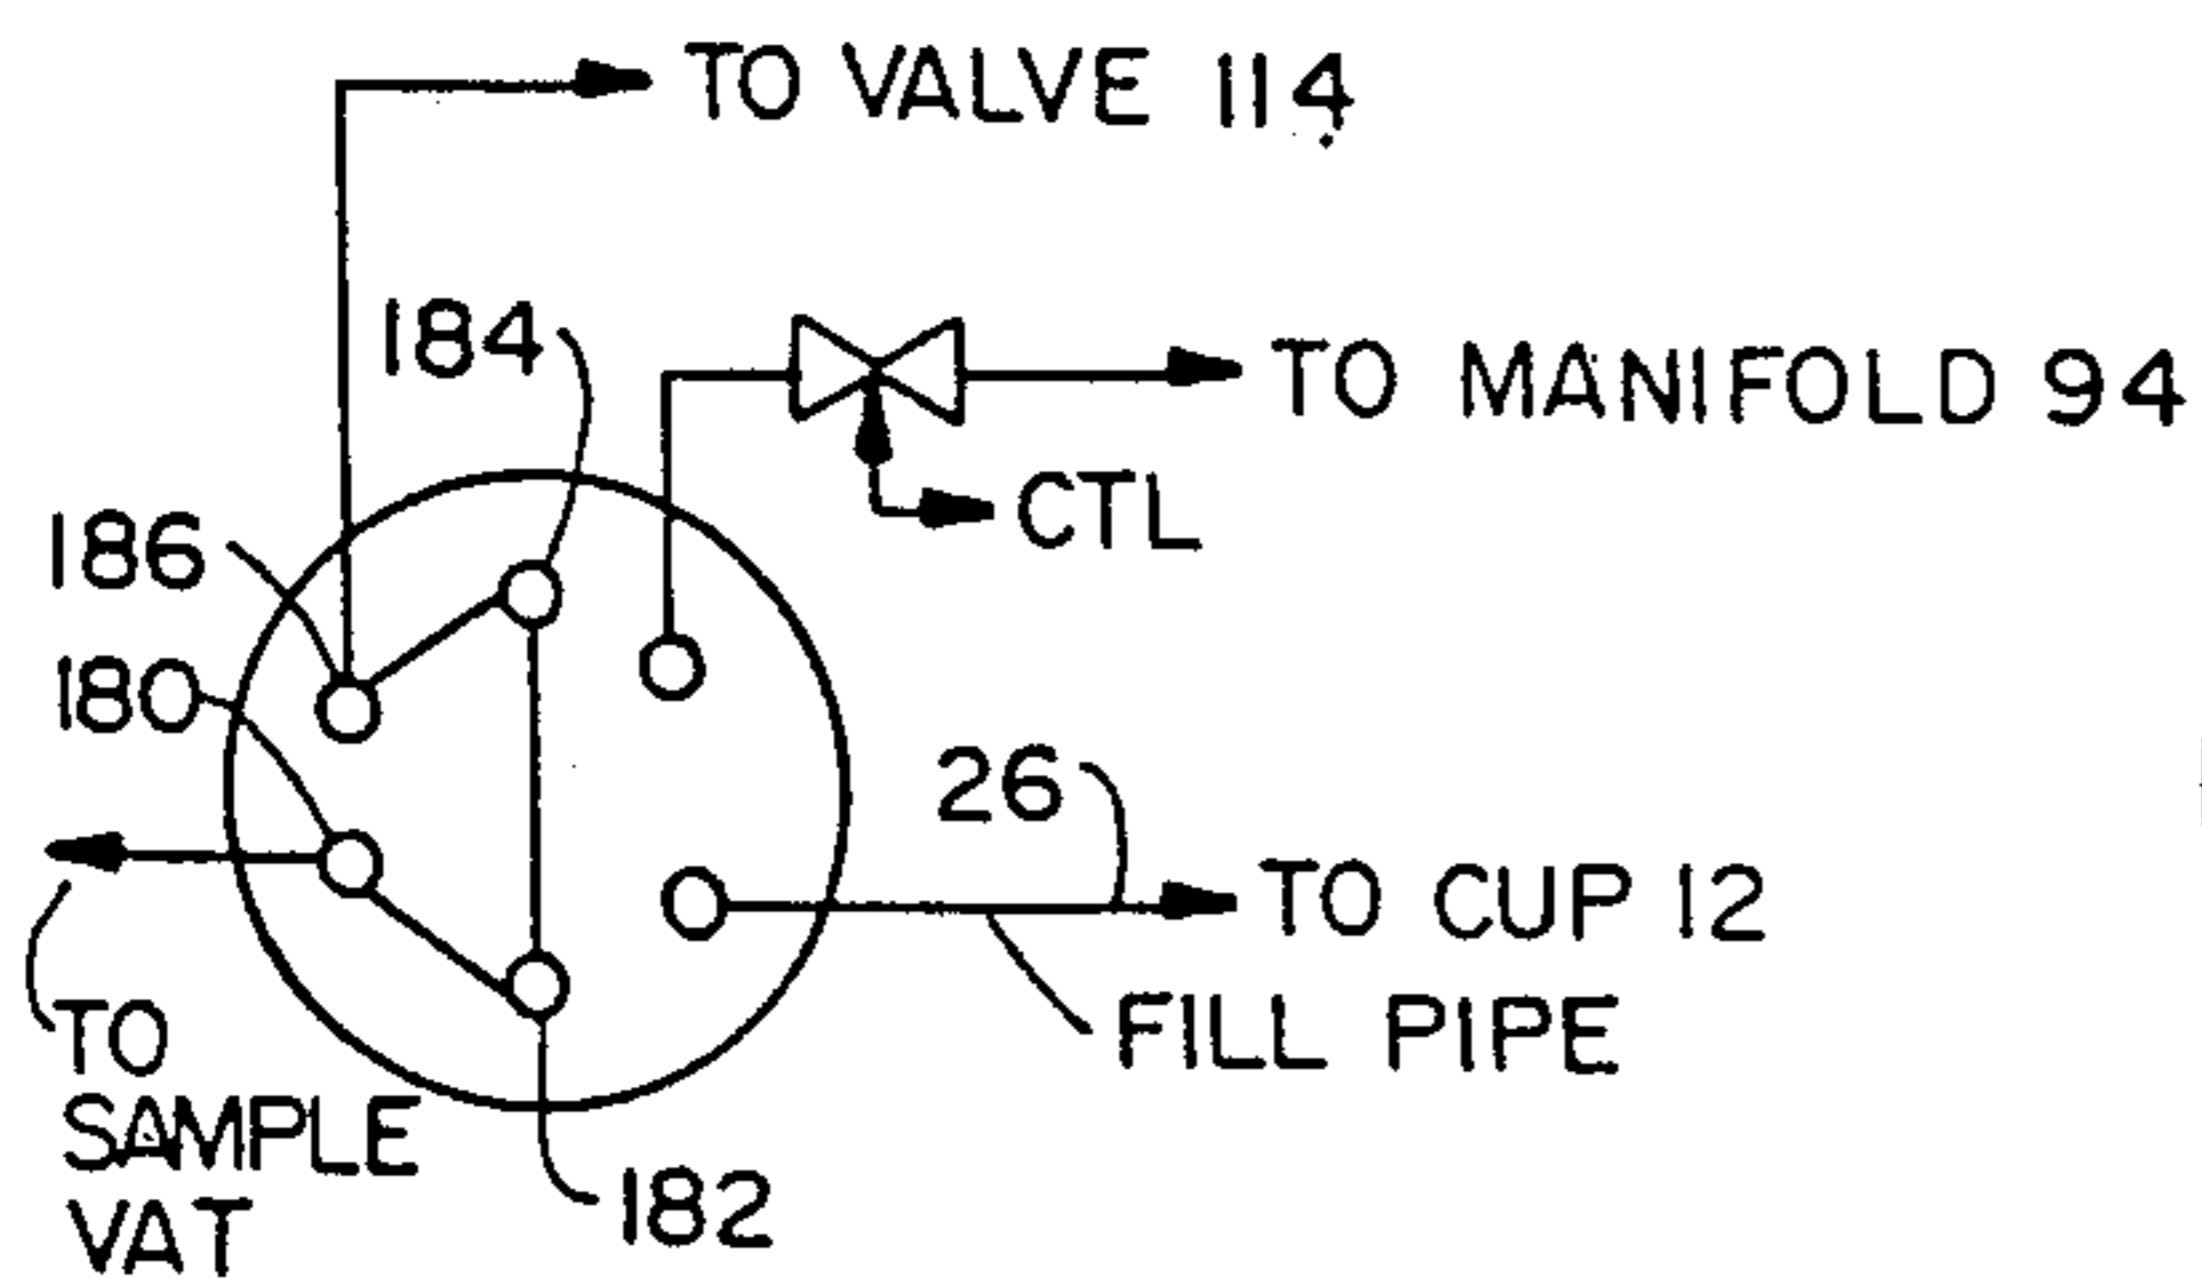 TO VALVE 114
184
TO MANIFOLD 94
CTL
186
180
26
TO CUP 12
FILL PIPE
TO
SAMPLE
VAT
182